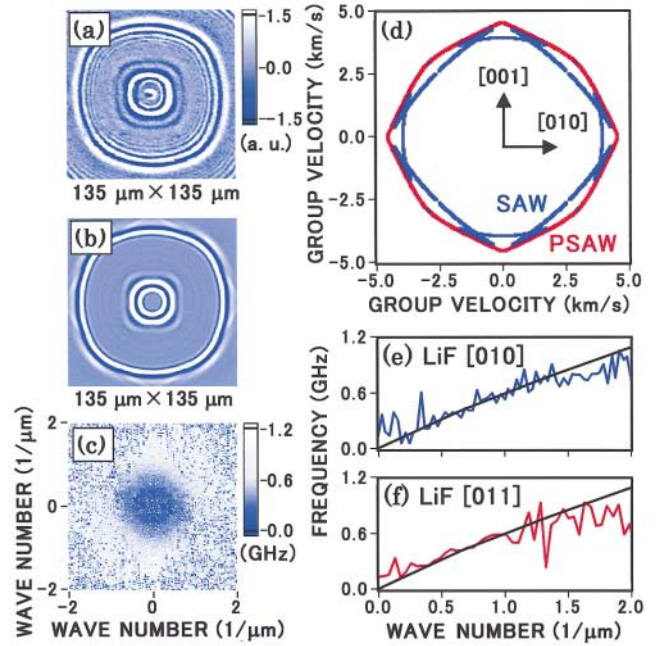 (a)
1.5
0.0
−1.5
(a. u.)
135 μm×135 μm
(b)
135 μm×135 μm
(c)
WAVE NUMBER (1/μm)
2
0
-2
−2
0
2
WAVE NUMBER (1/μm)
1.2
0.6
0.0
(GHz)
(d)
GROUP VELOCITY (km/s)
5.0
2.5
0.0
−2.5
−5.0
[001]
[010]
SAW
PSAW
−5.0
−2.5
0.0
2.5
5.0
GROUP VELOCITY (km/s)
FREQUENCY (GHz)
1.2
0.6
0.0
(e) LiF [010]
1.2
0.6
0.0
(f) LiF [011]
0.0
0.5
1.0
1.5
2.0
WAVE NUMBER (1/μm)